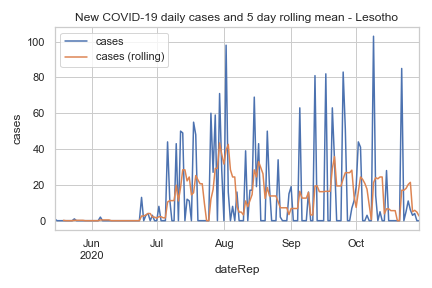 New COVID-19 daily cases and 5 day rolling mean - Lesotho
cases
cases (rolling)
100
80
60
40
20
0
cases
Jun
2020
Jul
Aug
Sep
Oct
dateRep